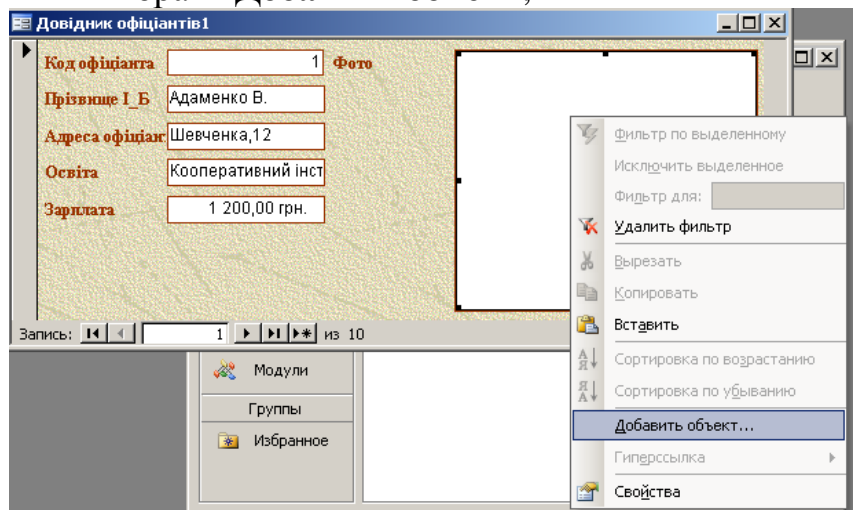 Довідник офіціантів1
Код офіціанта 1 Фото
Прізвище І_Б Адаменко В.
Адреса офіціан Шевченка,12
Освіта Кооперативний інст
Зарплата 1 200,00 грн.
Запись: 1 из 10
Модули
Группы
Избранное
Фильтр по выделенному
Исключить выделенное
Фильтр для:
Удалить фильтр
Вырезать
Копировать
Вставить
Сортировка по возрастанию
Сортировка по убыванию
Добавить объект...
Гиперссылка
Свойства